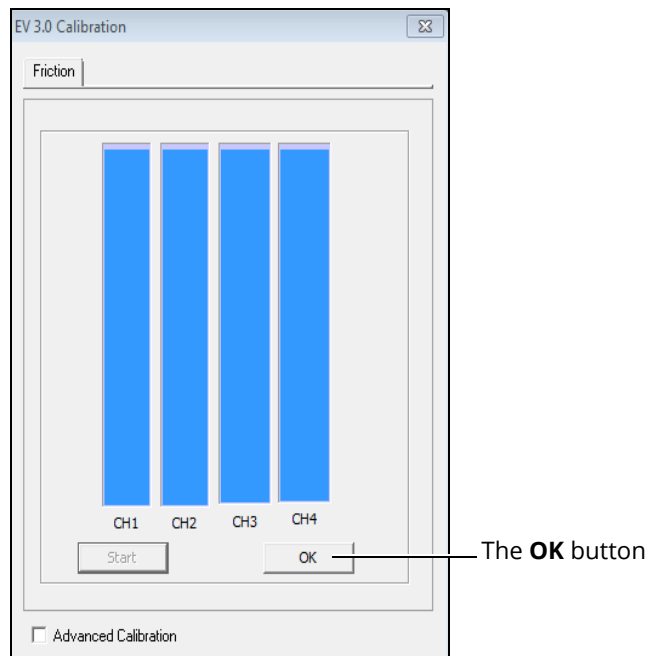 EV 3.0 Calibration
Friction
CH1 CH2 CH3 CH4
Start OK
The OK button
Advanced Calibration